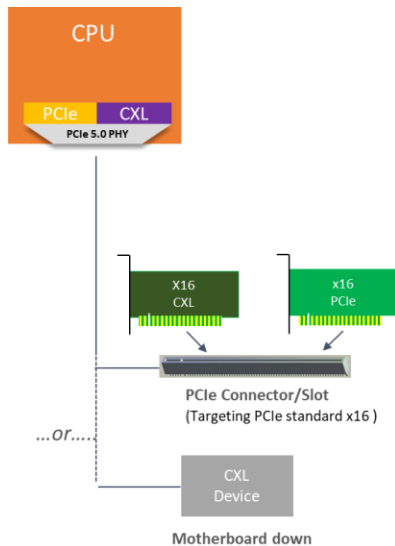 CPU
PCIe CXL
PCIe 5.0 PHY
X16
CXL
x16
PCIe
PCIe Connector/Slot
(Targeting PCIe standard x16 )
...or.....
CXL
Device
Motherboard down